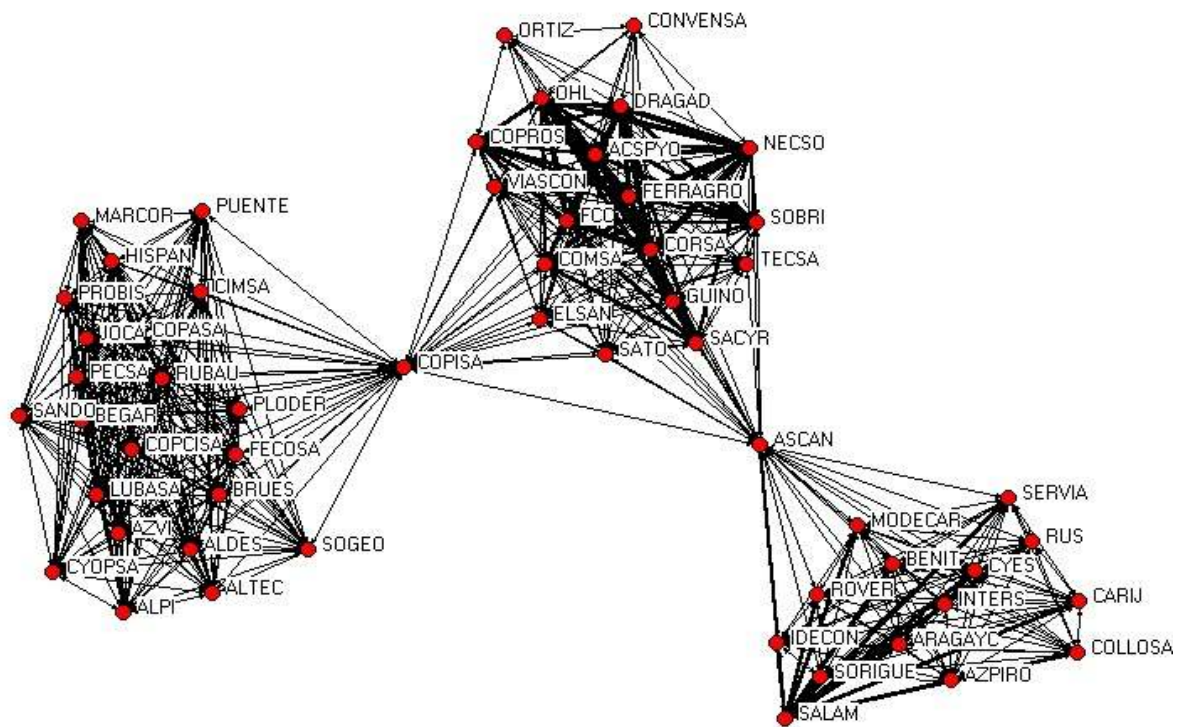 ORTIZ
CONVENSA
OHL
DRAGAD
COPROS
ACSPYO
NECSO
VIASCON
FERRAGRO
FCC
SOBRI
CORSA
COMSA
TECSA
GUINO
ELSAN
SACYR
SATO
MARCOR
PUENTE
HISPAN
PROBIS
CIMSA
UOCA
COPASA
PECSA
RUBAU
COPISA
SANDO
BEGAR
PLODER
COPCISA
FECOSA
LUBASA
BRUES
AZVI
ALDES
SOGEO
CYOPSA
ALTEC
ALPI
ASCAN
SERVIA
MODECAR
RUS
BENIT
CYES
ROVER
INTERS
CARIJ
IDECON
ARAGAYC
COLLOSA
SORIGUE
AZPIRO
SALAM